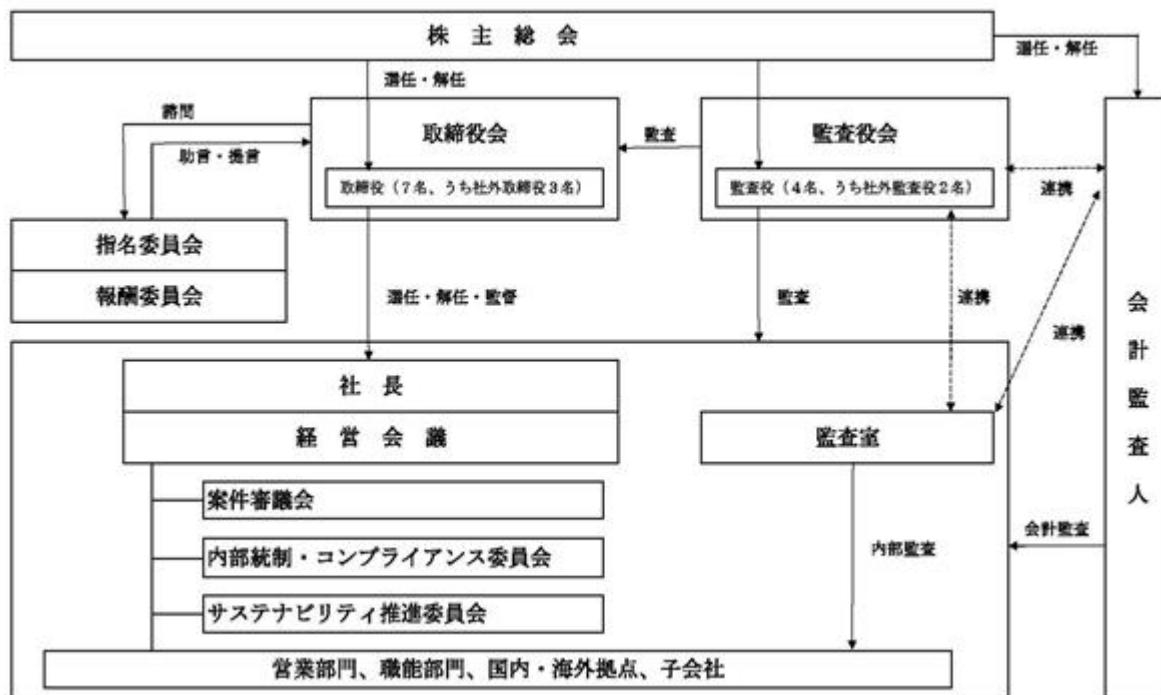 株主総会
選任・解任
選任・解任
諮問
助言・提言
取締役会
取締役（7名、うち社外取締役3名）
監査
監査役会
監査役（4名、うち社外監査役2名）
連携
指名委員会
報酬委員会
選任・解任・監督
監査
連携
連携
会計監査人
社長
経営会議
監査室
案件審議会
内部統制・コンプライアンス委員会
サステナビリティ推進委員会
内部監査
会計監査
営業部門、職能部門、国内・海外拠点、子会社